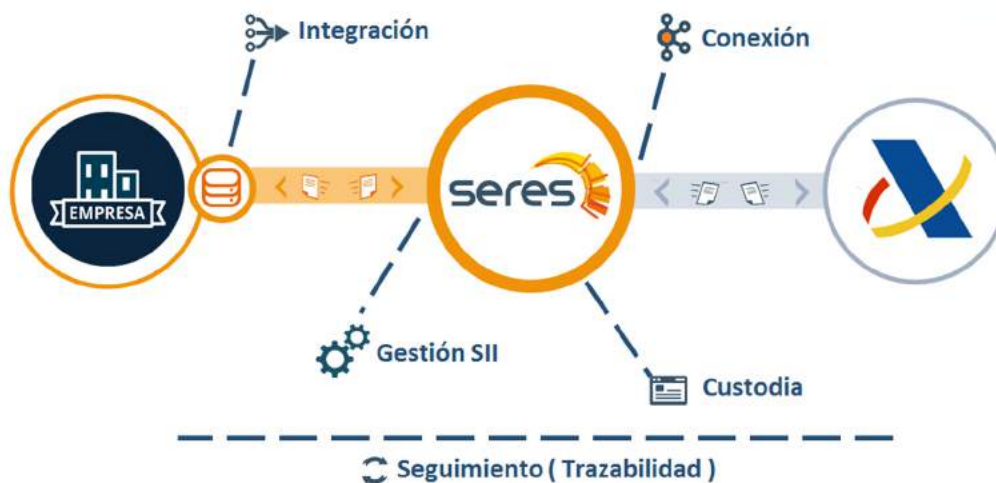 Integración
Conexión
EMPRESA
seres
Gestión SII
Custodia
Seguimiento ( Trazabilidad )